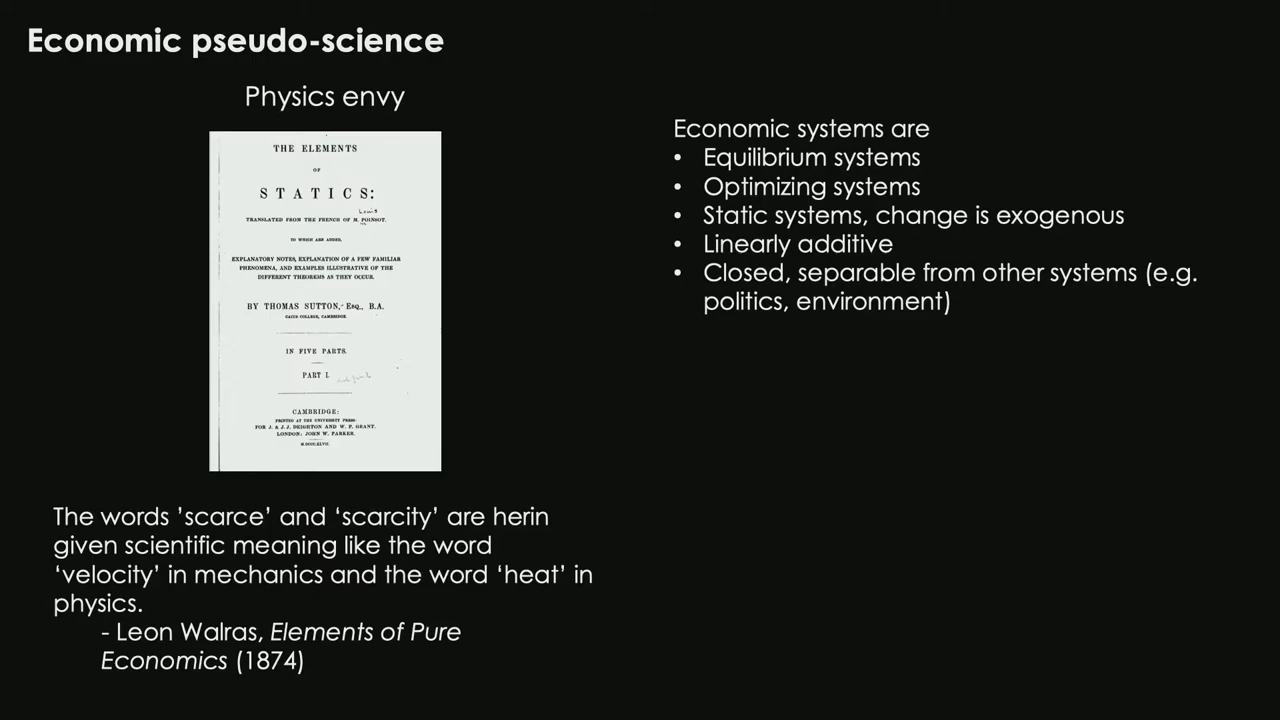 Economic pseudo-science
Physics envy
THE ELEMENTS
OF
STATICS:
Louis
TRANSLATED FROM THE FRENCH OF M. POINSOT.
TO WHICH ARE ADDED,
EXPLANATORY NOTES, EXPLANATION OF A FEW FAMILIAR
PHENOMENA, AND EXAMPLES ILLUSTRATIVE OF THE
DIFFERENT THEOREMS AS THEY OCCUR.
BY THOMAS SUTTON, Esq., B.A.
CAIUS COLLEGE, CAMBRIDGE.
IN FIVE PARTS.
PART I.
CAMBRIDGE:
PRINTED AT THE UNIVERSITY PRESS:
FOR J. & J. J. DEIGHTON AND W. P. GRANT.
LONDON: JOHN W. PARKER.
M.DCCC.XLVII.
The words ’scarce’ and ‘scarcity’ are herin
given scientific meaning like the word
‘velocity’ in mechanics and the word ‘heat’ in
physics.
- Leon Walras, Elements of Pure
Economics (1874)
Economic systems are
• Equilibrium systems
• Optimizing systems
• Static systems, change is exogenous
• Linearly additive
• Closed, separable from other systems (e.g.
politics, environment)